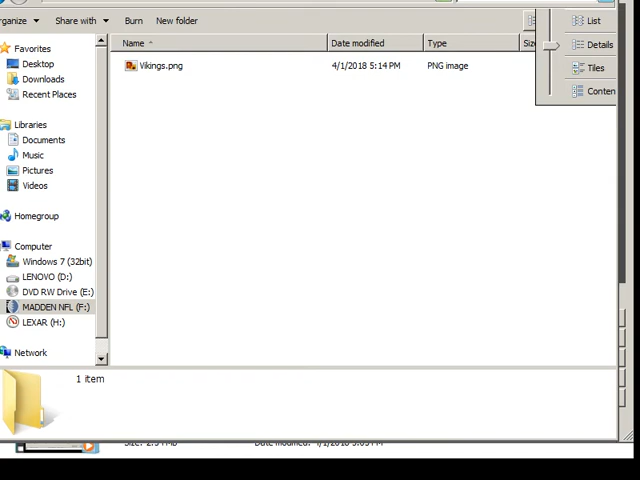 rganize Share with Burn New folder
List
Details
Tiles
Conten
Name Date modified Type Siz
Vikings.png 4/1/2018 5:14 PM PNG image
Favorites
Desktop
Downloads
Recent Places
Libraries
Documents
Music
Pictures
Videos
Homegroup
Computer
Windows 7 (32bit)
LENOVO (D:)
DVD RW Drive (E:)
MADDEN NFL (F:)
LEXAR (H:)
Network
1 item